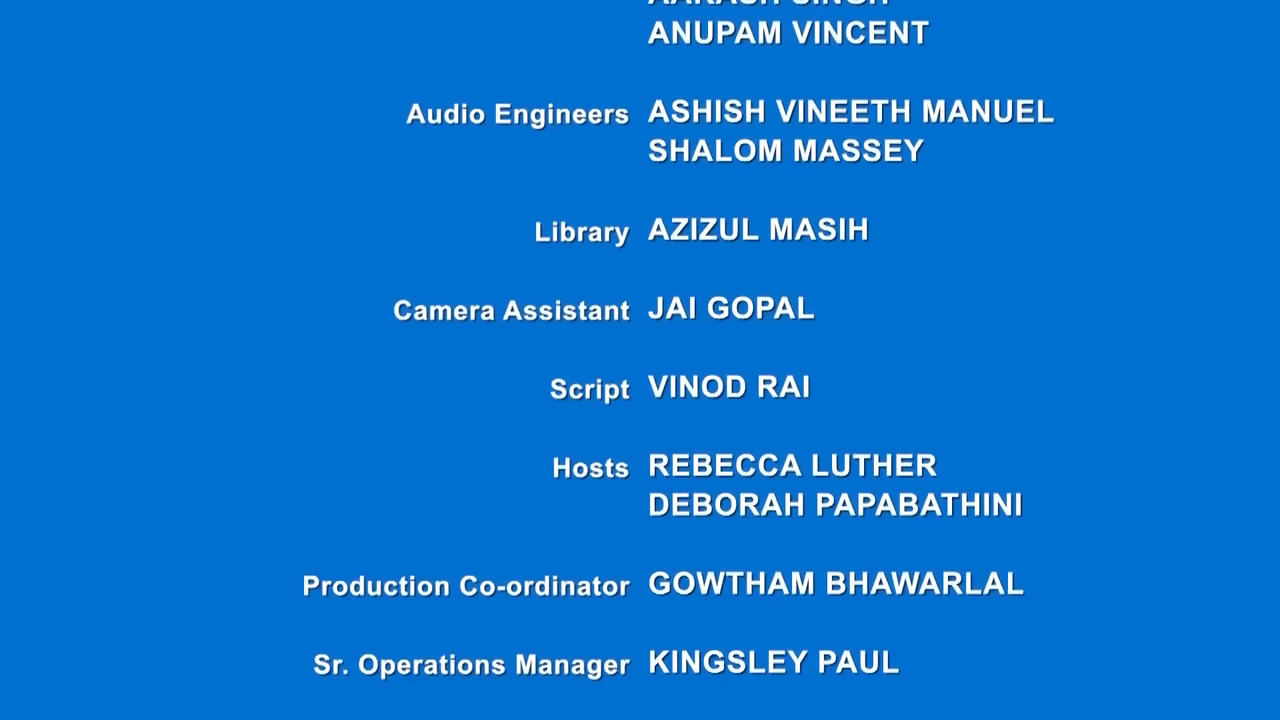 ANUPAM VINCENT
Audio Engineers ASHISH VINEETH MANUEL
SHALOM MASSEY
Library AZIZUL MASIH
Camera Assistant JAI GOPAL
Script VINOD RAI
Hosts REBECCA LUTHER
DEBORAH PAPABATHINI
Production Co-ordinator GOWTHAM BHAWARLAL
Sr. Operations Manager KINGSLEY PAUL